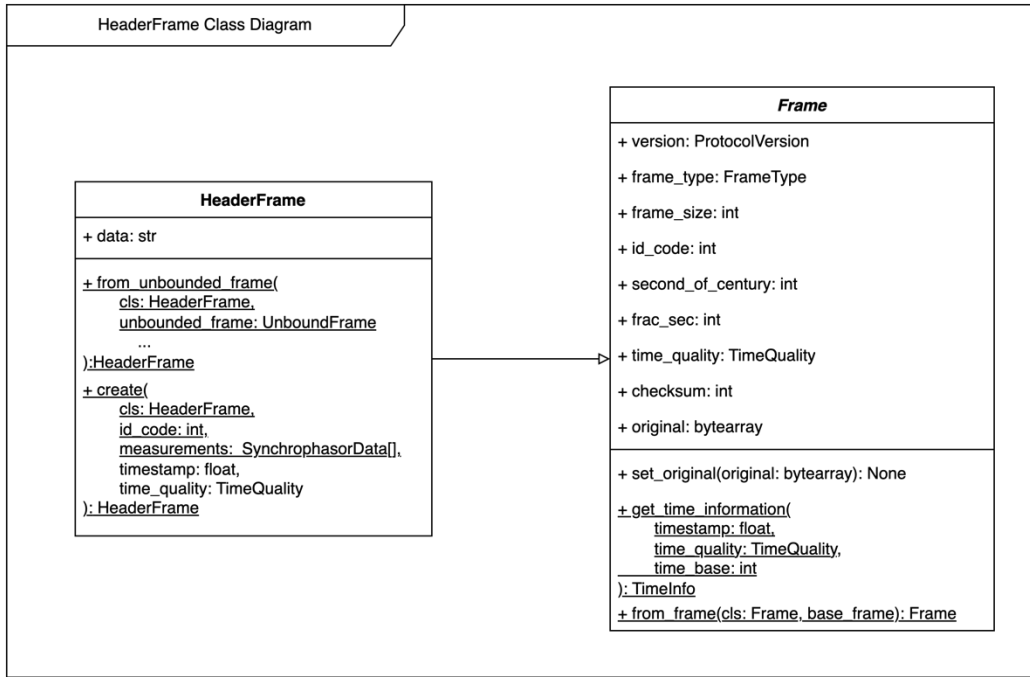 HeaderFrame Class Diagram
HeaderFrame
+ data: str
+ from_unbounded_frame(
cls: HeaderFrame,
unbounded_frame: UnboundFrame
...
):HeaderFrame
+ create(
cls: HeaderFrame,
id_code: int,
measurements: SynchrophasorData[],
timestamp: float,
time_quality: TimeQuality
): HeaderFrame
Frame
+ version: ProtocolVersion
+ frame_type: FrameType
+ frame_size: int
+ id_code: int
+ second_of_century: int
+ frac_sec: int
+ time_quality: TimeQuality
+ checksum: int
+ original: bytearray
+ set_original(original: bytearray): None
+ get_time_information(
timestamp: float,
time_quality: TimeQuality,
time_base: int
): TimeInfo
+ from_frame(cls: Frame, base_frame): Frame